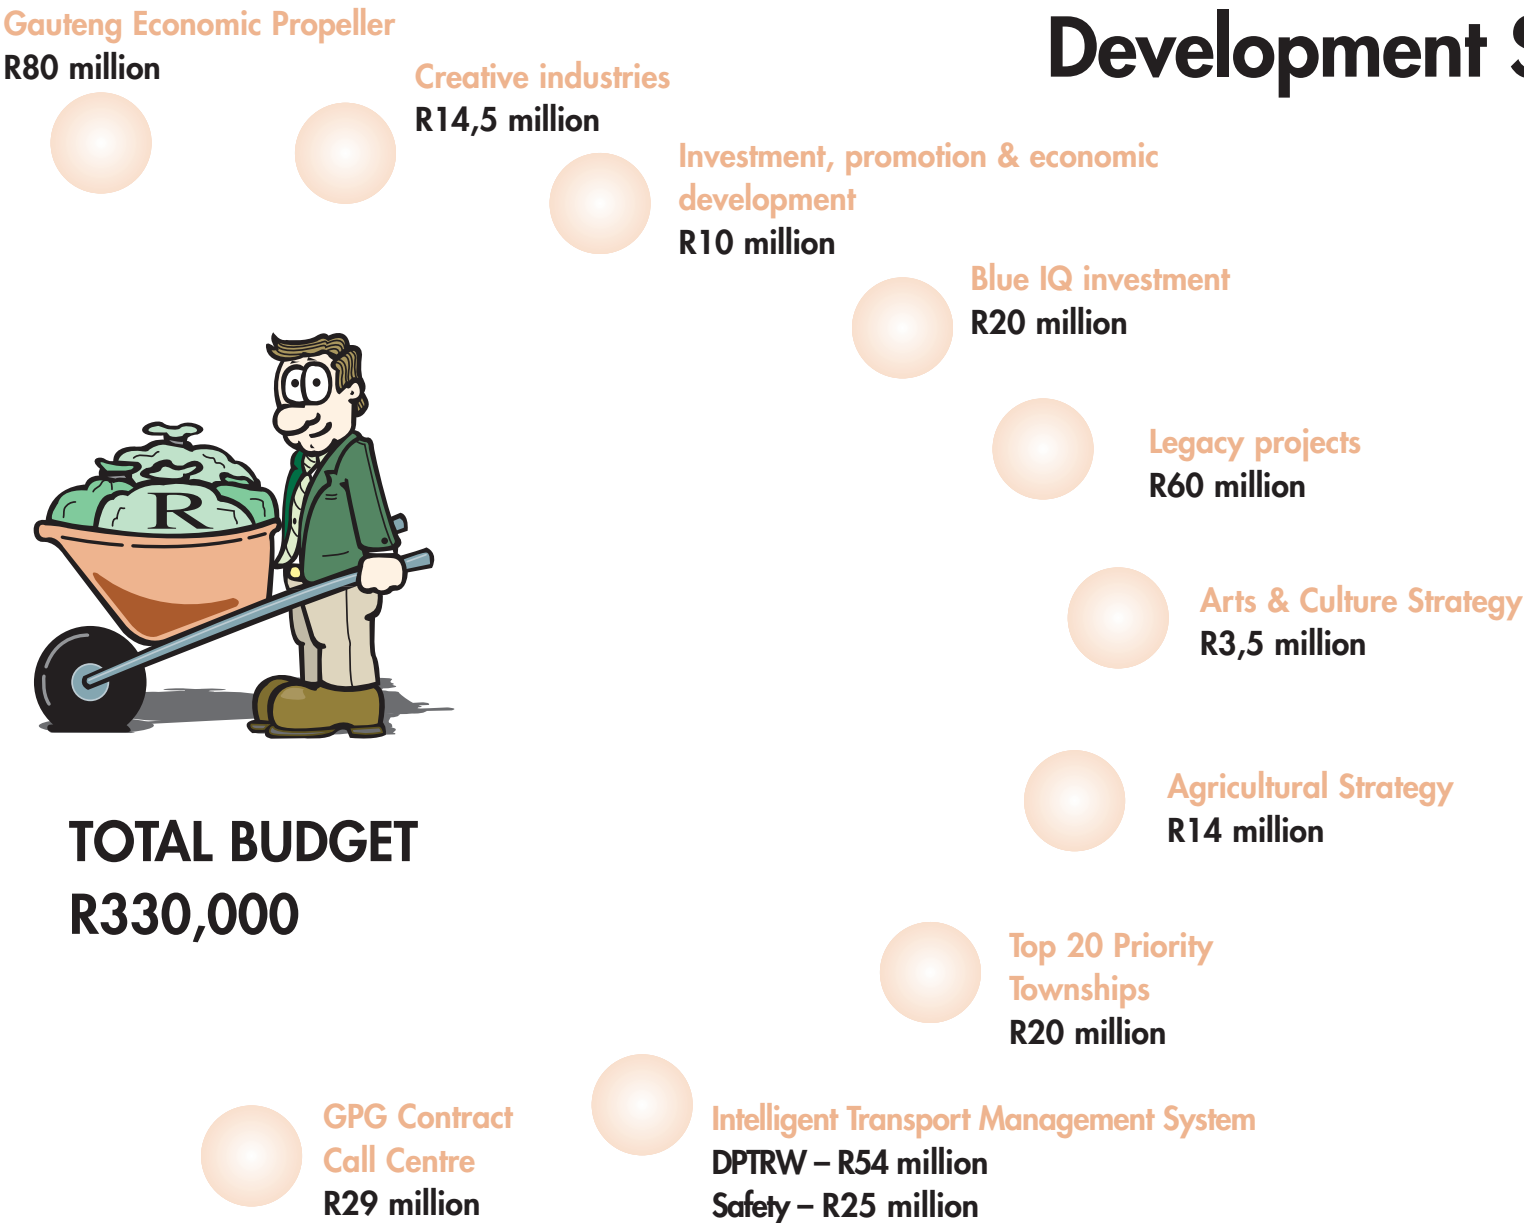 Development S
Gauteng Economic Propeller
R80 million
Creative industries
R14,5 million
Investment, promotion & economic
development
R10 million
Blue IQ investment
R20 million
Legacy projects
R60 million
Arts & Culture Strategy
R3,5 million
R
Agricultural Strategy
R14 million
TOTAL BUDGET
R330,000
Top 20 Priority
Townships
R20 million
Intelligent Transport Management System
DPTRW – R54 million
Safety – R25 million
GPG Contract
Call Centre
R29 million